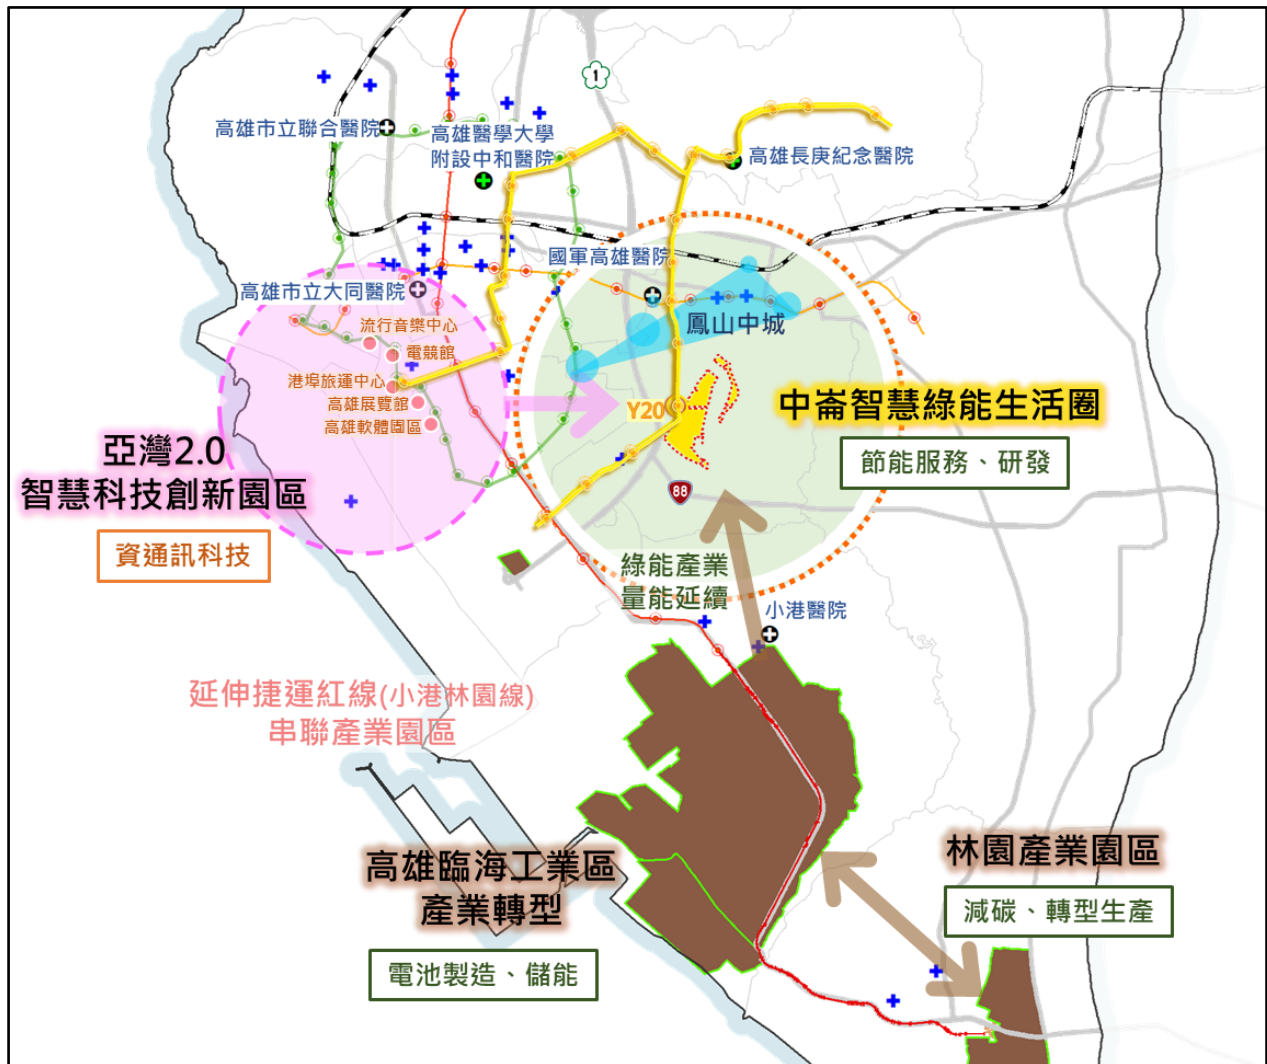 1
高雄市立聯合醫院
高雄醫學大學
附設中和醫院
高雄長庚紀念醫院
國軍高雄醫院
高雄市立大同醫院
流行音樂中心
電競館
鳳山中城
港埠旅運中心
高雄展覽館
高雄軟體園區
Y20
中崙智慧綠能生活圈
節能服務、研發
亞灣2.0
智慧科技創新園區
資通訊科技
88
綠能產業
量能延續
小港醫院
延伸捷運紅線(小港林園線)
串聯產業園區
高雄臨海工業區
產業轉型
電池製造、儲能
林園產業園區
減碳、轉型生產